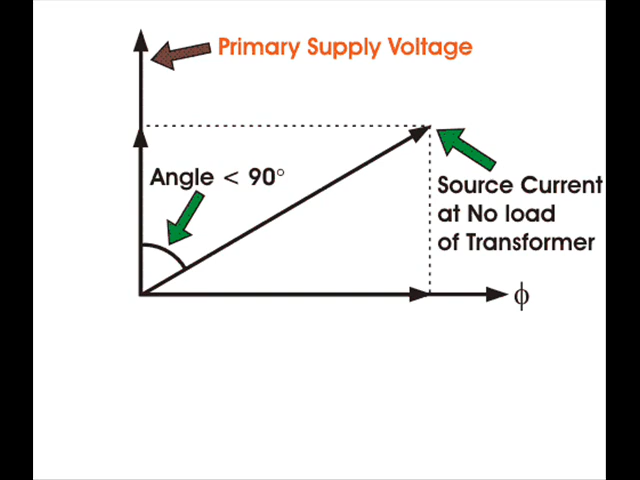 Primary Supply Voltage
Angle < 90°
Source Current
at No load
of Transformer
ϕ